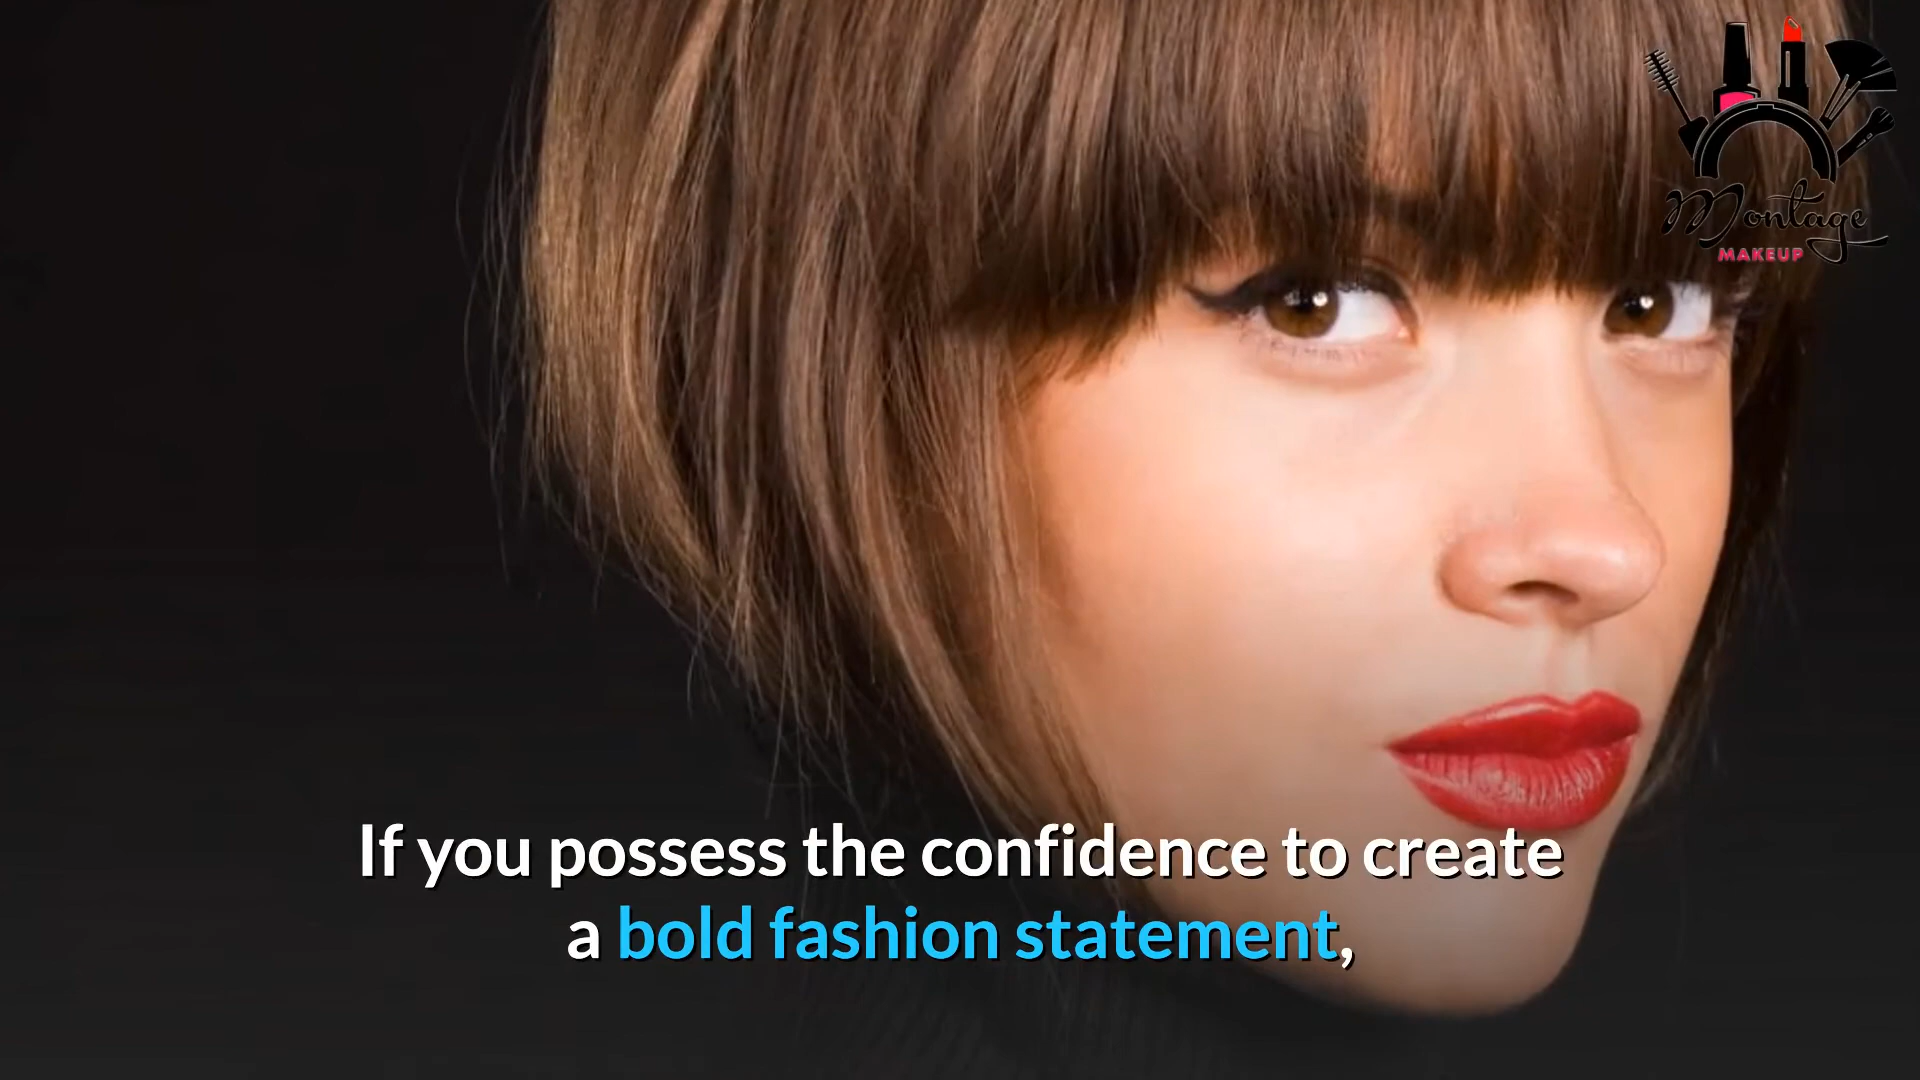 Montage
MAKEUP
If you possess the confidence to create
a bold fashion statement,